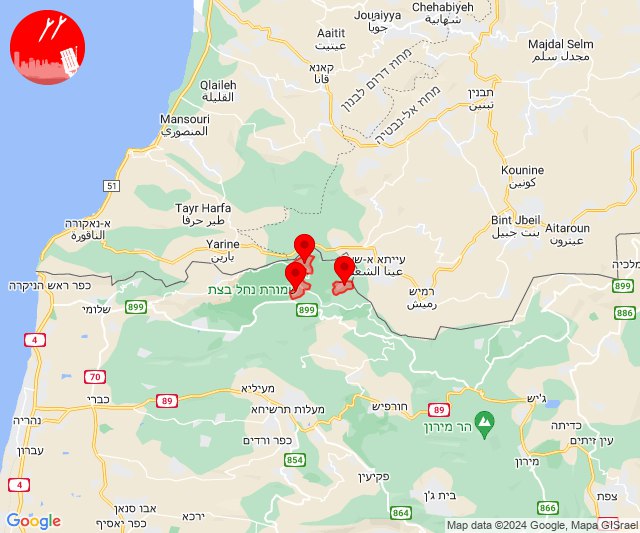 Chehabiyeh
شهابية
Jouaiyya
جويا
Aaitit
عيتيت
קאנא
قانا
מחוז דרום לבנון
Majdal Selm
مجدل سلم
Qlaileh
القليلة
מחוז אל-נבטיה
תבנין
تبنين
Mansouri
المنصوري
Kounine
كونين
51
Tayr Harfa
طير حرفا
Bint Jbeil
بنت جبيل
Aitaroun
عيترون
א-נאקורה
الناقورة
Yarine
يارين
עייתא א-ש
عيتا الشع
מלכיה
כפר ראש הניקרה
שמורת נחל בצת
רמיש
رميش
899
שלומי
899
899
886
4
70
89
מעיליא
מעלות תרשיחא
חורפיש
89
ג'יש
כברי
נהריה
הר מירון
כדיתה
כפר ורדים
עין זיתים
עברון
854
מירון
4
פקיעין
צפת
אבו סנאן
בית ג'ן
866
כפר יאסיף
ירכא
864
Google
Map data ©2024 Google, Mapa GISrael